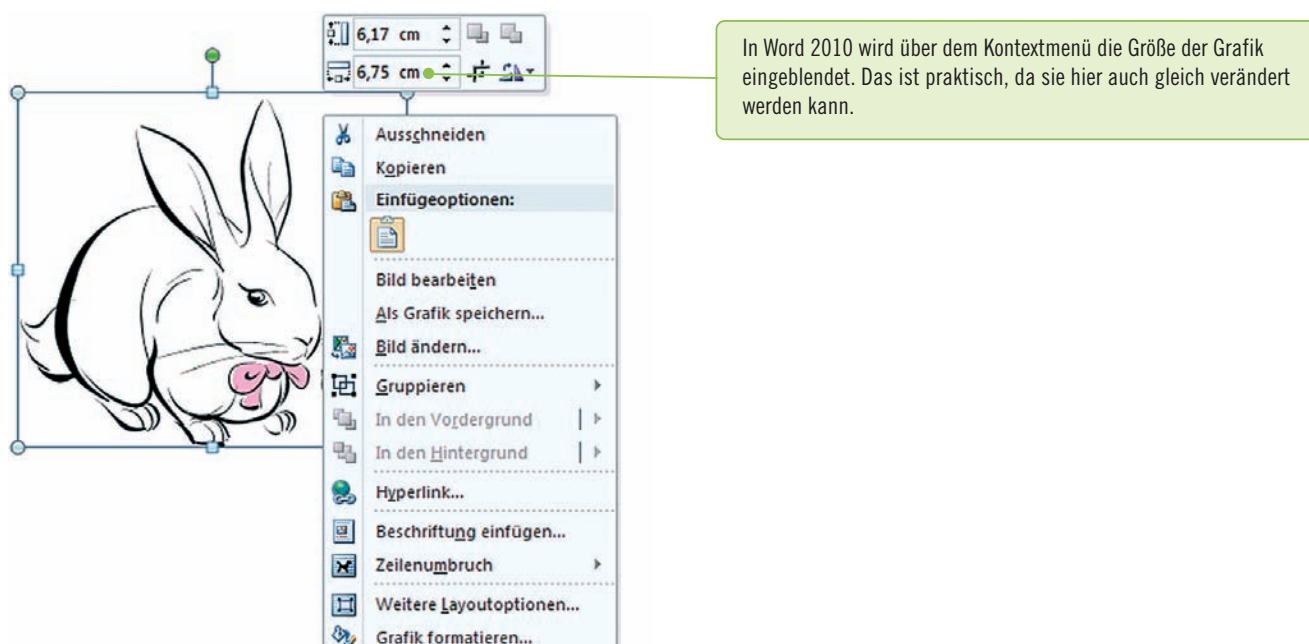 6,17 cm
6,75 cm
In Word 2010 wird über dem Kontextmenü die Größe der Grafik
eingeblendet. Das ist praktisch, da sie hier auch gleich verändert
werden kann.
Ausschneiden
Kopieren
Einfügeoptionen:
Bild bearbeiten
Als Grafik speichern...
Bild ändern...
Gruppieren
In den Vordergrund
In den Hintergrund
Hyperlink...
Beschriftung einfügen...
Zeilenumbruch
Weitere Layoutoptionen...
Grafik formatieren...